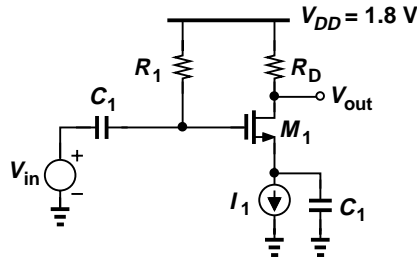 V_DD = 1.8 V
R_1
R_D
V_out
C_1
M_1
V_in
+
−
I_1
C_1